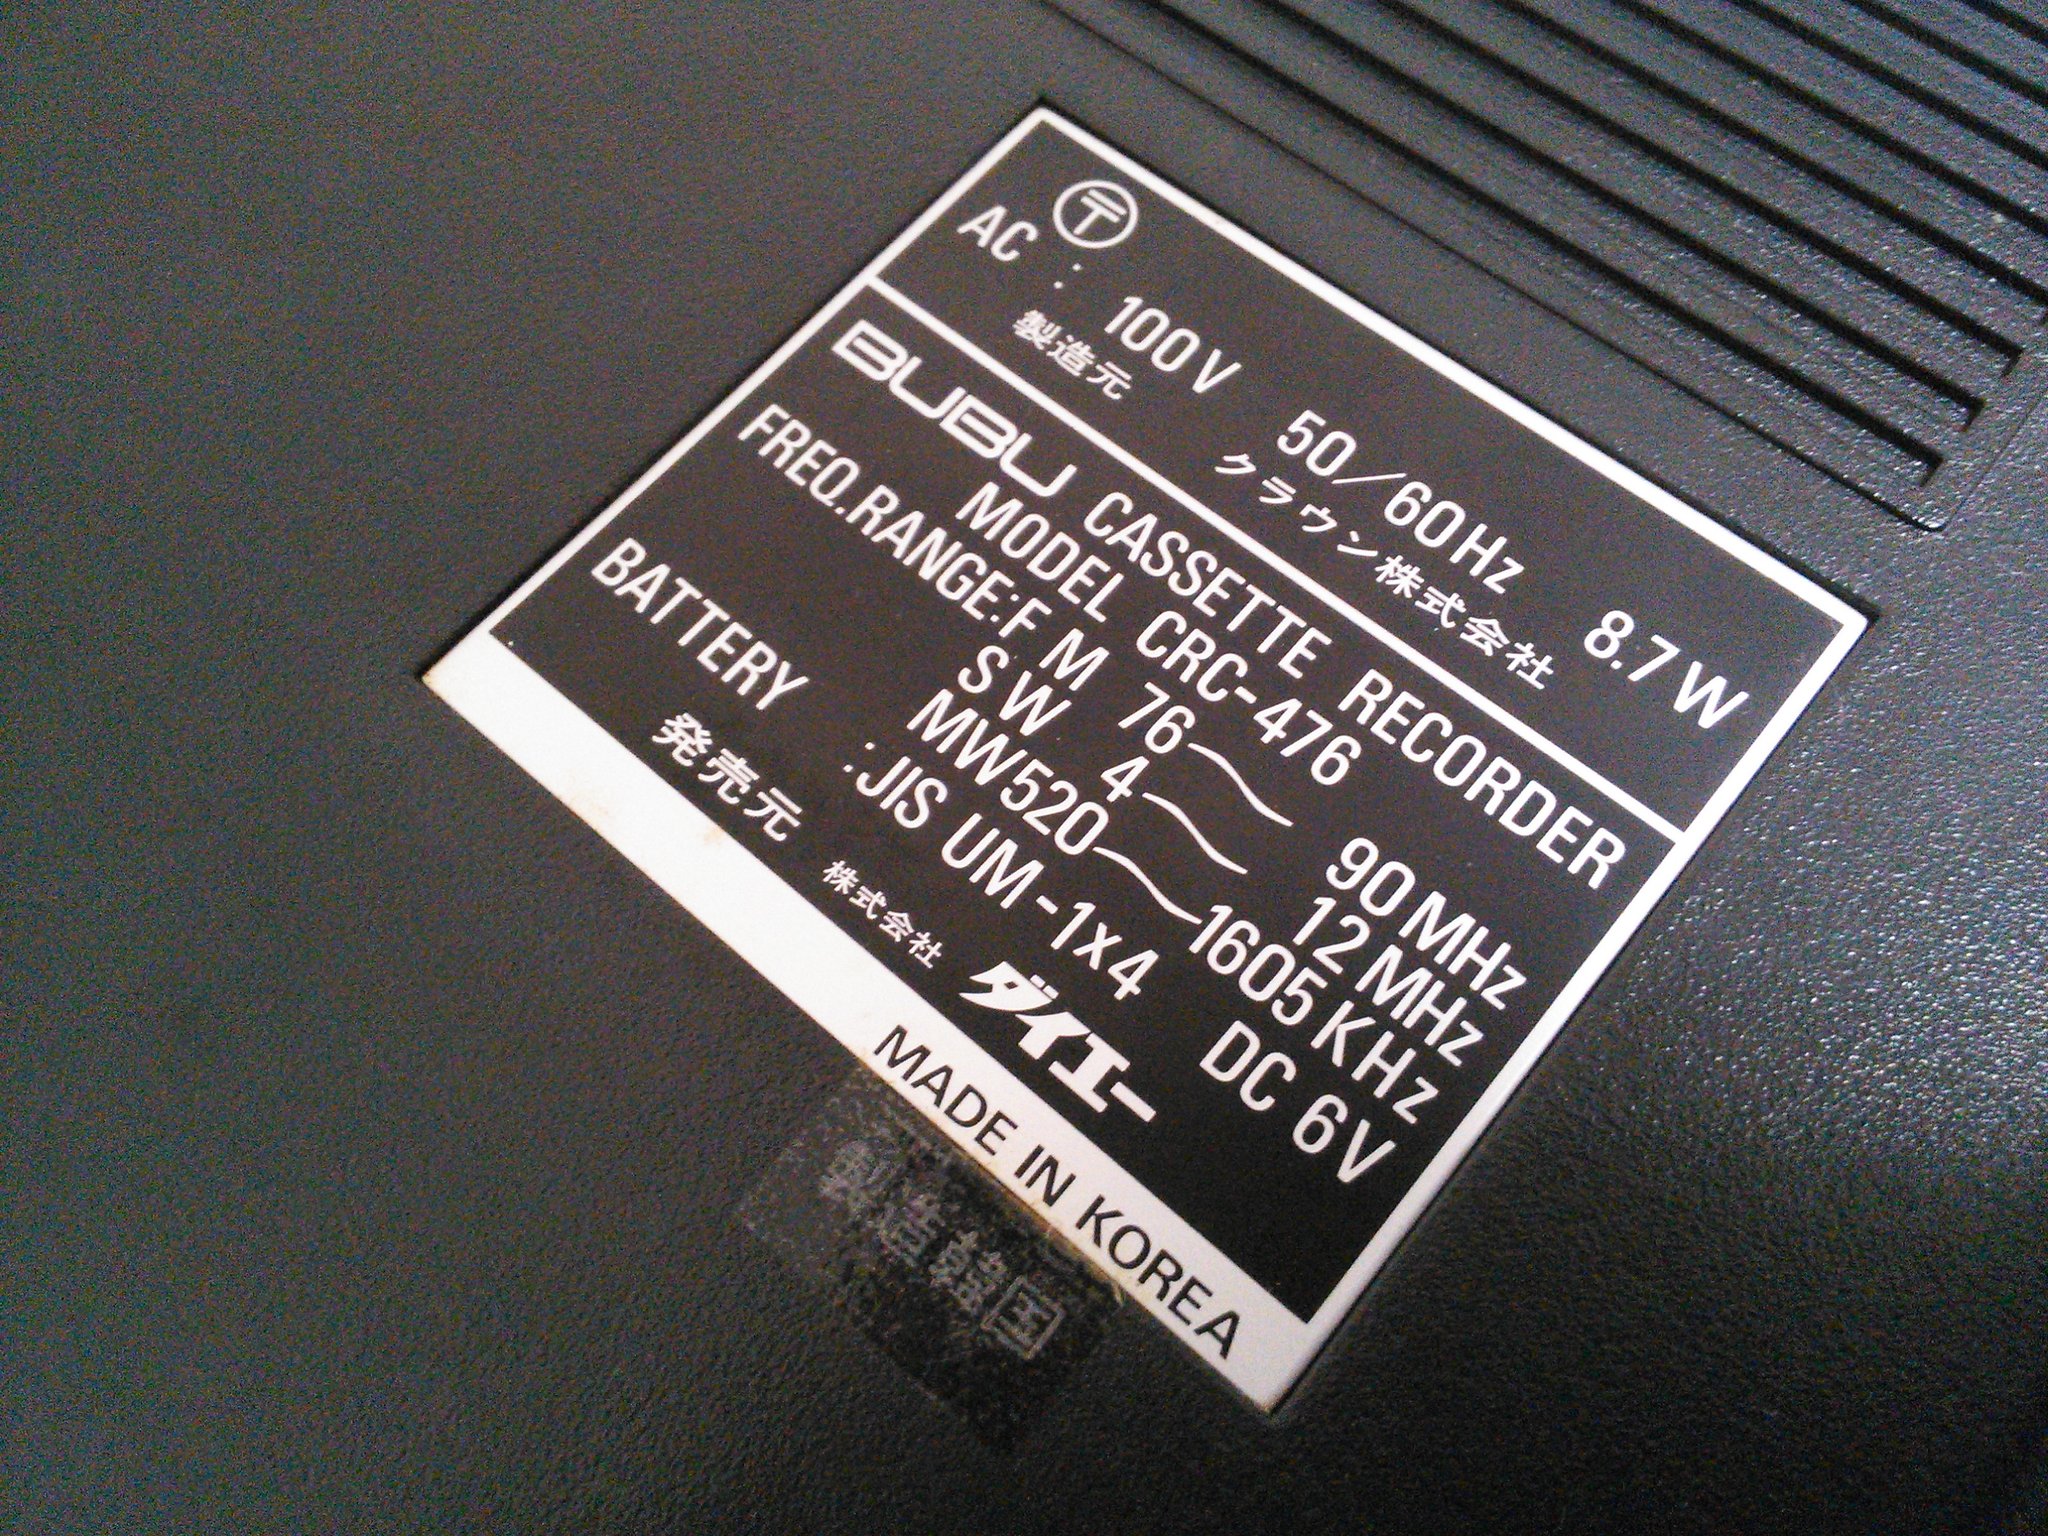 〒
AC : 100V 50/60Hz 8.7W
製造元 クラウン株式会社
BUBU CASSETTE RECORDER
MODEL CRC-476
FREQ.RANGE:FM 76～90MHz
SW 4～12MHz
MW520～1605KHz
BATTERY :JIS UM-1x4 DC 6V
発売元 株式会社 ダイエー
MADE IN KOREA
製造韓国